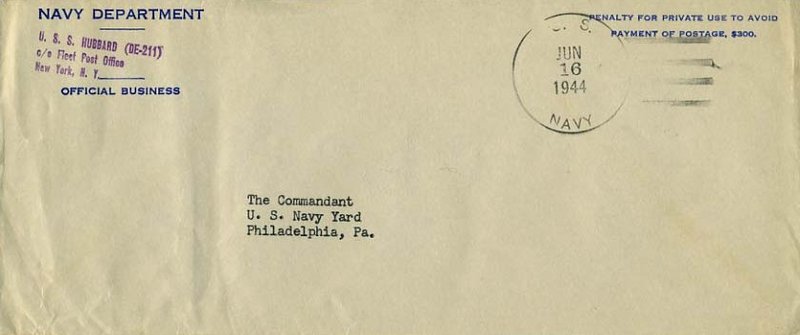 NAVY DEPARTMENT
U. S. S. HUBBARD (DE-211)
c/o Fleet Post Office
New York, N. Y.
OFFICIAL BUSINESS
U. S.
JUN
16
1944
NAVY
PENALTY FOR PRIVATE USE TO AVOID
PAYMENT OF POSTAGE, $300.
The Commandant
U. S. Navy Yard
Philadelphia, Pa.